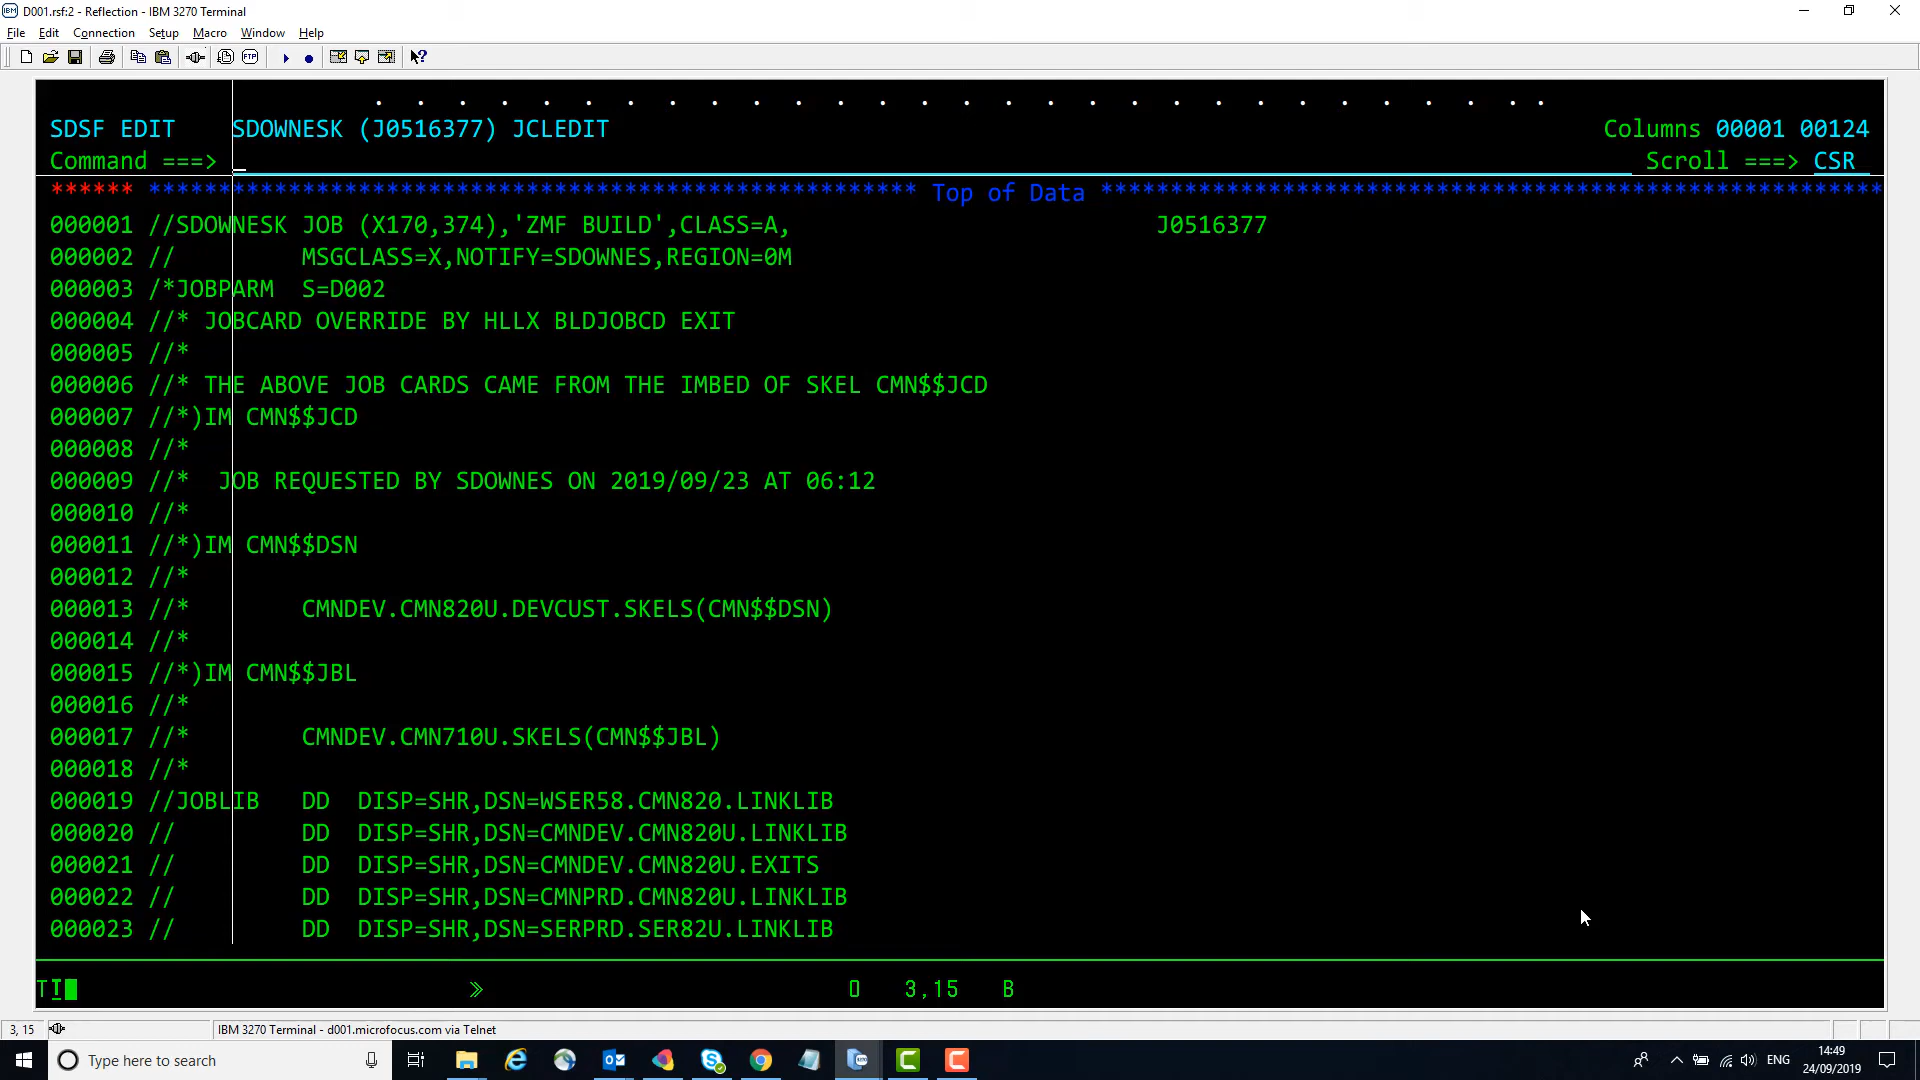 D001.rsf:2 - Reflection - IBM 3270 Terminal
File Edit Connection Setup Macro Window Help
SDSF EDIT    SDOWNESK (J0516377) JCLEDIT    Columns 00001 00124
Command ===>    Scroll ===> CSR
****** ******************************************************* Top of Data ********************************************************
000001 //SDOWNESK JOB (X170,374),'ZMF BUILD',CLASS=A,                          J0516377
000002 //         MSGCLASS=X,NOTIFY=SDOWNES,REGION=0M
000003 /*JOBPARM  S=D002
000004 //* JOBCARD OVERRIDE BY HLLX BLDJOBCD EXIT
000005 //*
000006 //* THE ABOVE JOB CARDS CAME FROM THE IMBED OF SKEL CMN$$JCD
000007 //*)IM CMN$$JCD
000008 //*
000009 //*  JOB REQUESTED BY SDOWNES ON 2019/09/23 AT 06:12
000010 //*
000011 //*)IM CMN$$DSN
000012 //*
000013 //*        CMNDEV.CMN820U.DEVCUST.SKELS(CMN$$DSN)
000014 //*
000015 //*)IM CMN$$JBL
000016 //*
000017 //*        CMNDEV.CMN710U.SKELS(CMN$$JBL)
000018 //*
000019 //JOBLIB   DD  DISP=SHR,DSN=WSER58.CMN820.LINKLIB
000020 //         DD  DISP=SHR,DSN=CMNDEV.CMN820U.LINKLIB
000021 //         DD  DISP=SHR,DSN=CMNDEV.CMN820U.EXITS
000022 //         DD  DISP=SHR,DSN=CMNPRD.CMN820U.LINKLIB
000023 //         DD  DISP=SHR,DSN=SERPRD.SER82U.LINKLIB
O 3,15 B
3, 15    IBM 3270 Terminal - d001.microfocus.com via Telnet
Type here to search    ENG    14:49
24/09/2019